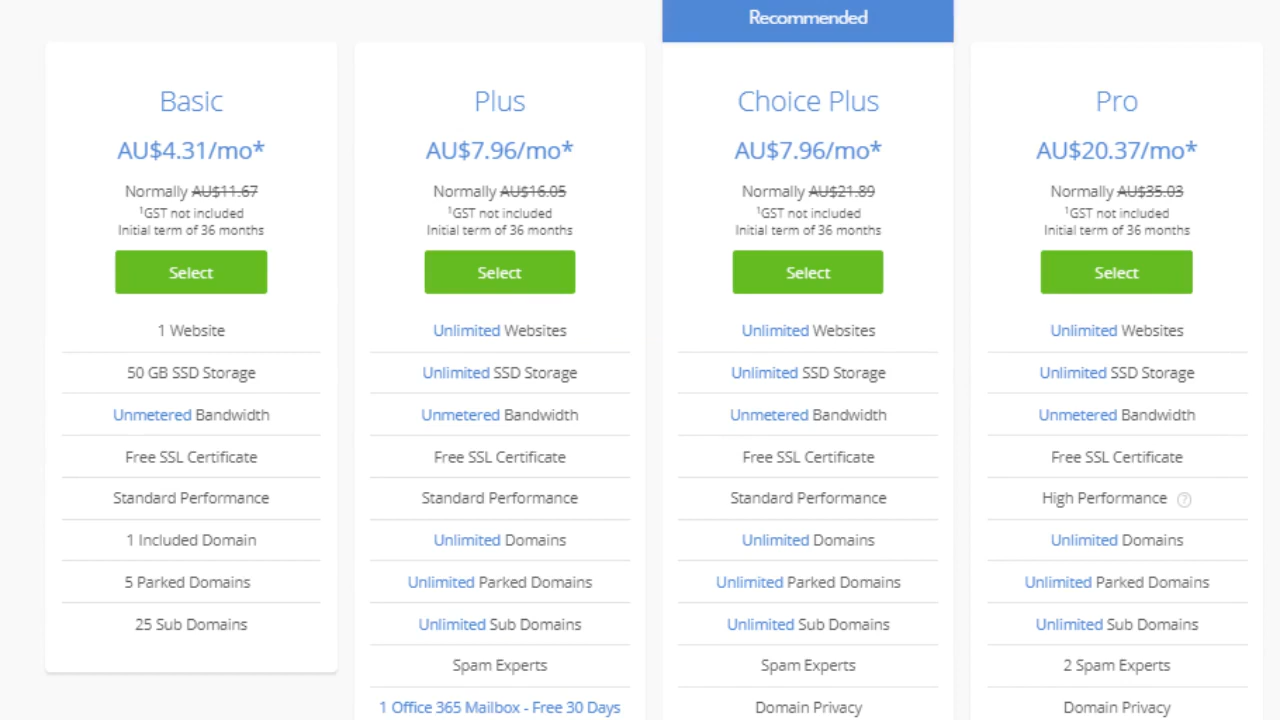 Recommended
Basic
AU$4.31/mo*
Normally AU$11.67
¹GST not included
Initial term of 36 months
Select
1 Website
50 GB SSD Storage
Unmetered Bandwidth
Free SSL Certificate
Standard Performance
1 Included Domain
5 Parked Domains
25 Sub Domains
Plus
AU$7.96/mo*
Normally AU$16.05
¹GST not included
Initial term of 36 months
Select
Unlimited Websites
Unlimited SSD Storage
Unmetered Bandwidth
Free SSL Certificate
Standard Performance
Unlimited Domains
Unlimited Parked Domains
Unlimited Sub Domains
Spam Experts
1 Office 365 Mailbox - Free 30 Days
Choice Plus
AU$7.96/mo*
Normally AU$21.89
¹GST not included
Initial term of 36 months
Select
Unlimited Websites
Unlimited SSD Storage
Unmetered Bandwidth
Free SSL Certificate
Standard Performance
Unlimited Domains
Unlimited Parked Domains
Unlimited Sub Domains
Spam Experts
Domain Privacy
Pro
AU$20.37/mo*
Normally AU$35.03
¹GST not included
Initial term of 36 months
Select
Unlimited Websites
Unlimited SSD Storage
Unmetered Bandwidth
Free SSL Certificate
High Performance ?
Unlimited Domains
Unlimited Parked Domains
Unlimited Sub Domains
2 Spam Experts
Domain Privacy